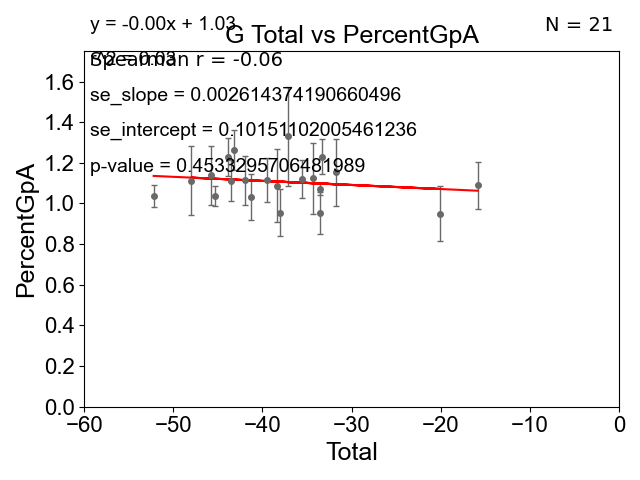 y = -0.00x + 1.03
N = 21
G Total vs PercentGpA
Spearman r = -0.06
se_slope = 0.002614374190660496
se_intercept = 0.10151102005461236
p-value = 0.4533295706481989
PercentGpA
1.6
1.4
1.2
1.0
0.8
0.6
0.4
0.2
0.0
−60
−50
−40
−30
−20
−10
0
Total